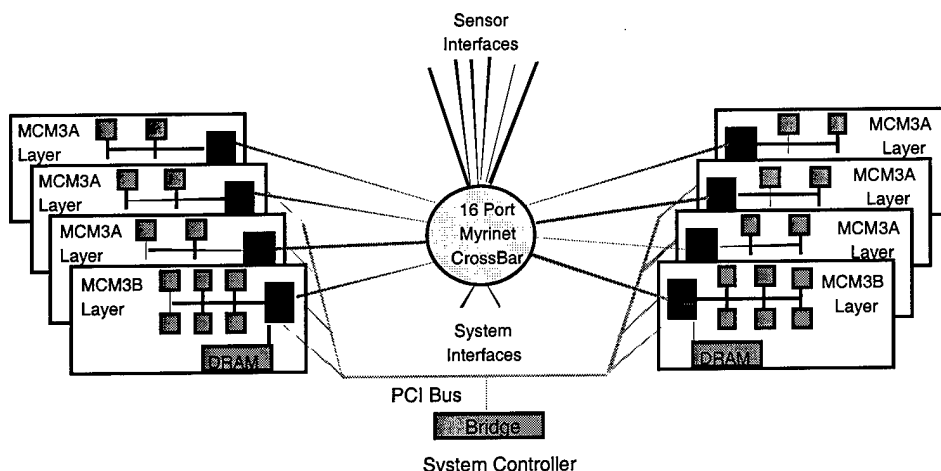 Sensor
Interfaces
MCM3A
Layer
MCM3A
Layer
MCM3A
Layer
MCM3B
Layer
DRAM
16 Port
Myrinet
CrossBar
System
Interfaces
MCM3A
Layer
MCM3A
Layer
MCM3A
Layer
MCM3B
Layer
DRAM
PCI Bus
Bridge
System Controller